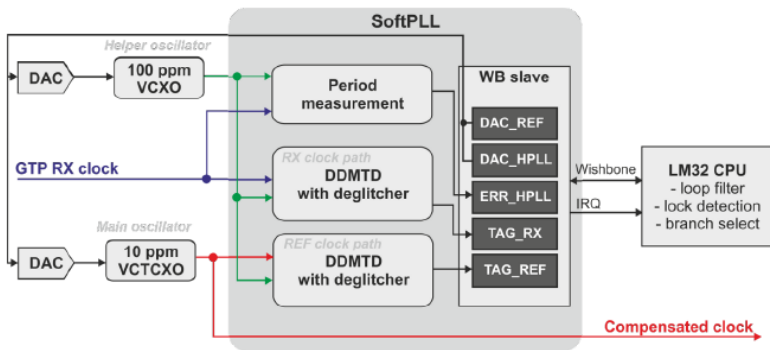 SoftPLL
Helper oscillator
DAC
100 ppm
VCXO
Period
measurement
WB slave
DAC_REF
DAC_HPLL
ERR_HPLL
TAG_RX
TAG_REF
GTP RX clock
RX clock path
DDMTD
with deglitcher
Wishbone
IRQ
LM32 CPU
- loop filter
- lock detection
- branch select
Main oscillator
DAC
10 ppm
VCTCXO
REF clock path
DDMTD
with deglitcher
Compensated clock